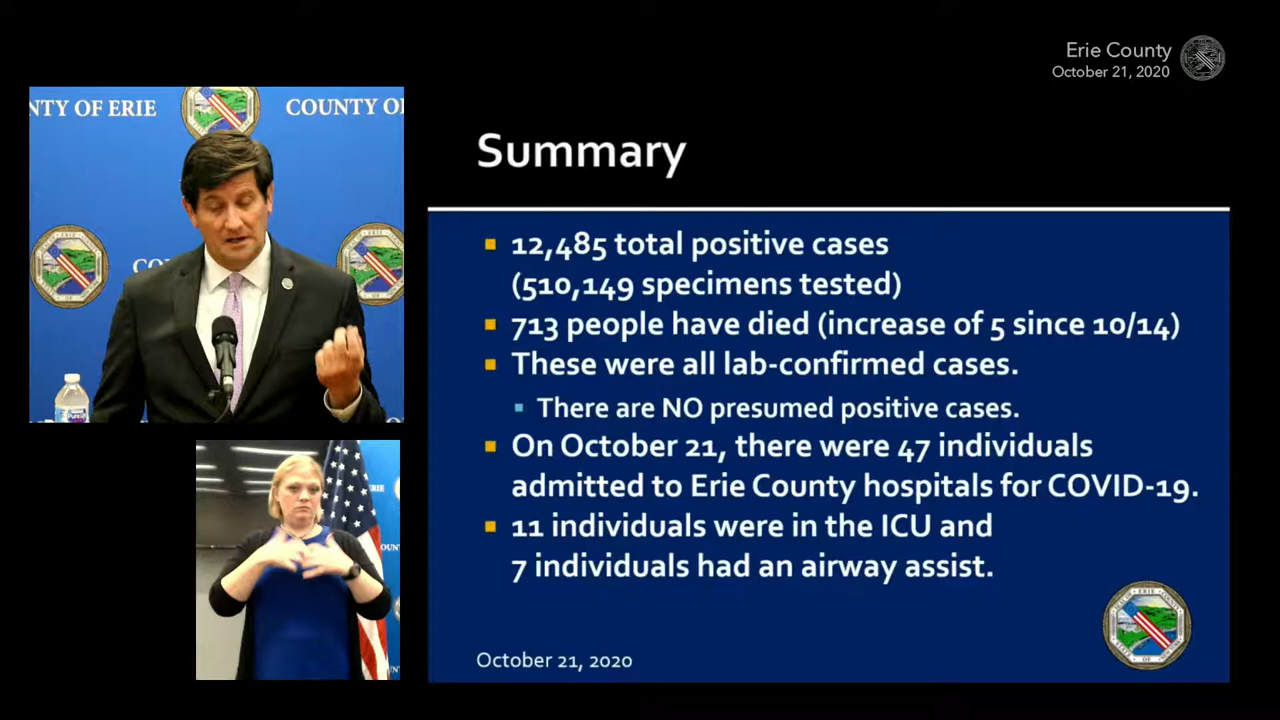 Erie County
October 21, 2020
NTY OF ERIE
COUNTY O
CO
Summary
12,485 total positive cases
(510,149 specimens tested)
713 people have died (increase of 5 since 10/14)
These were all lab-confirmed cases.
There are NO presumed positive cases.
On October 21, there were 47 individuals
admitted to Erie County hospitals for COVID-19.
11 individuals were in the ICU and
7 individuals had an airway assist.
October 21, 2020